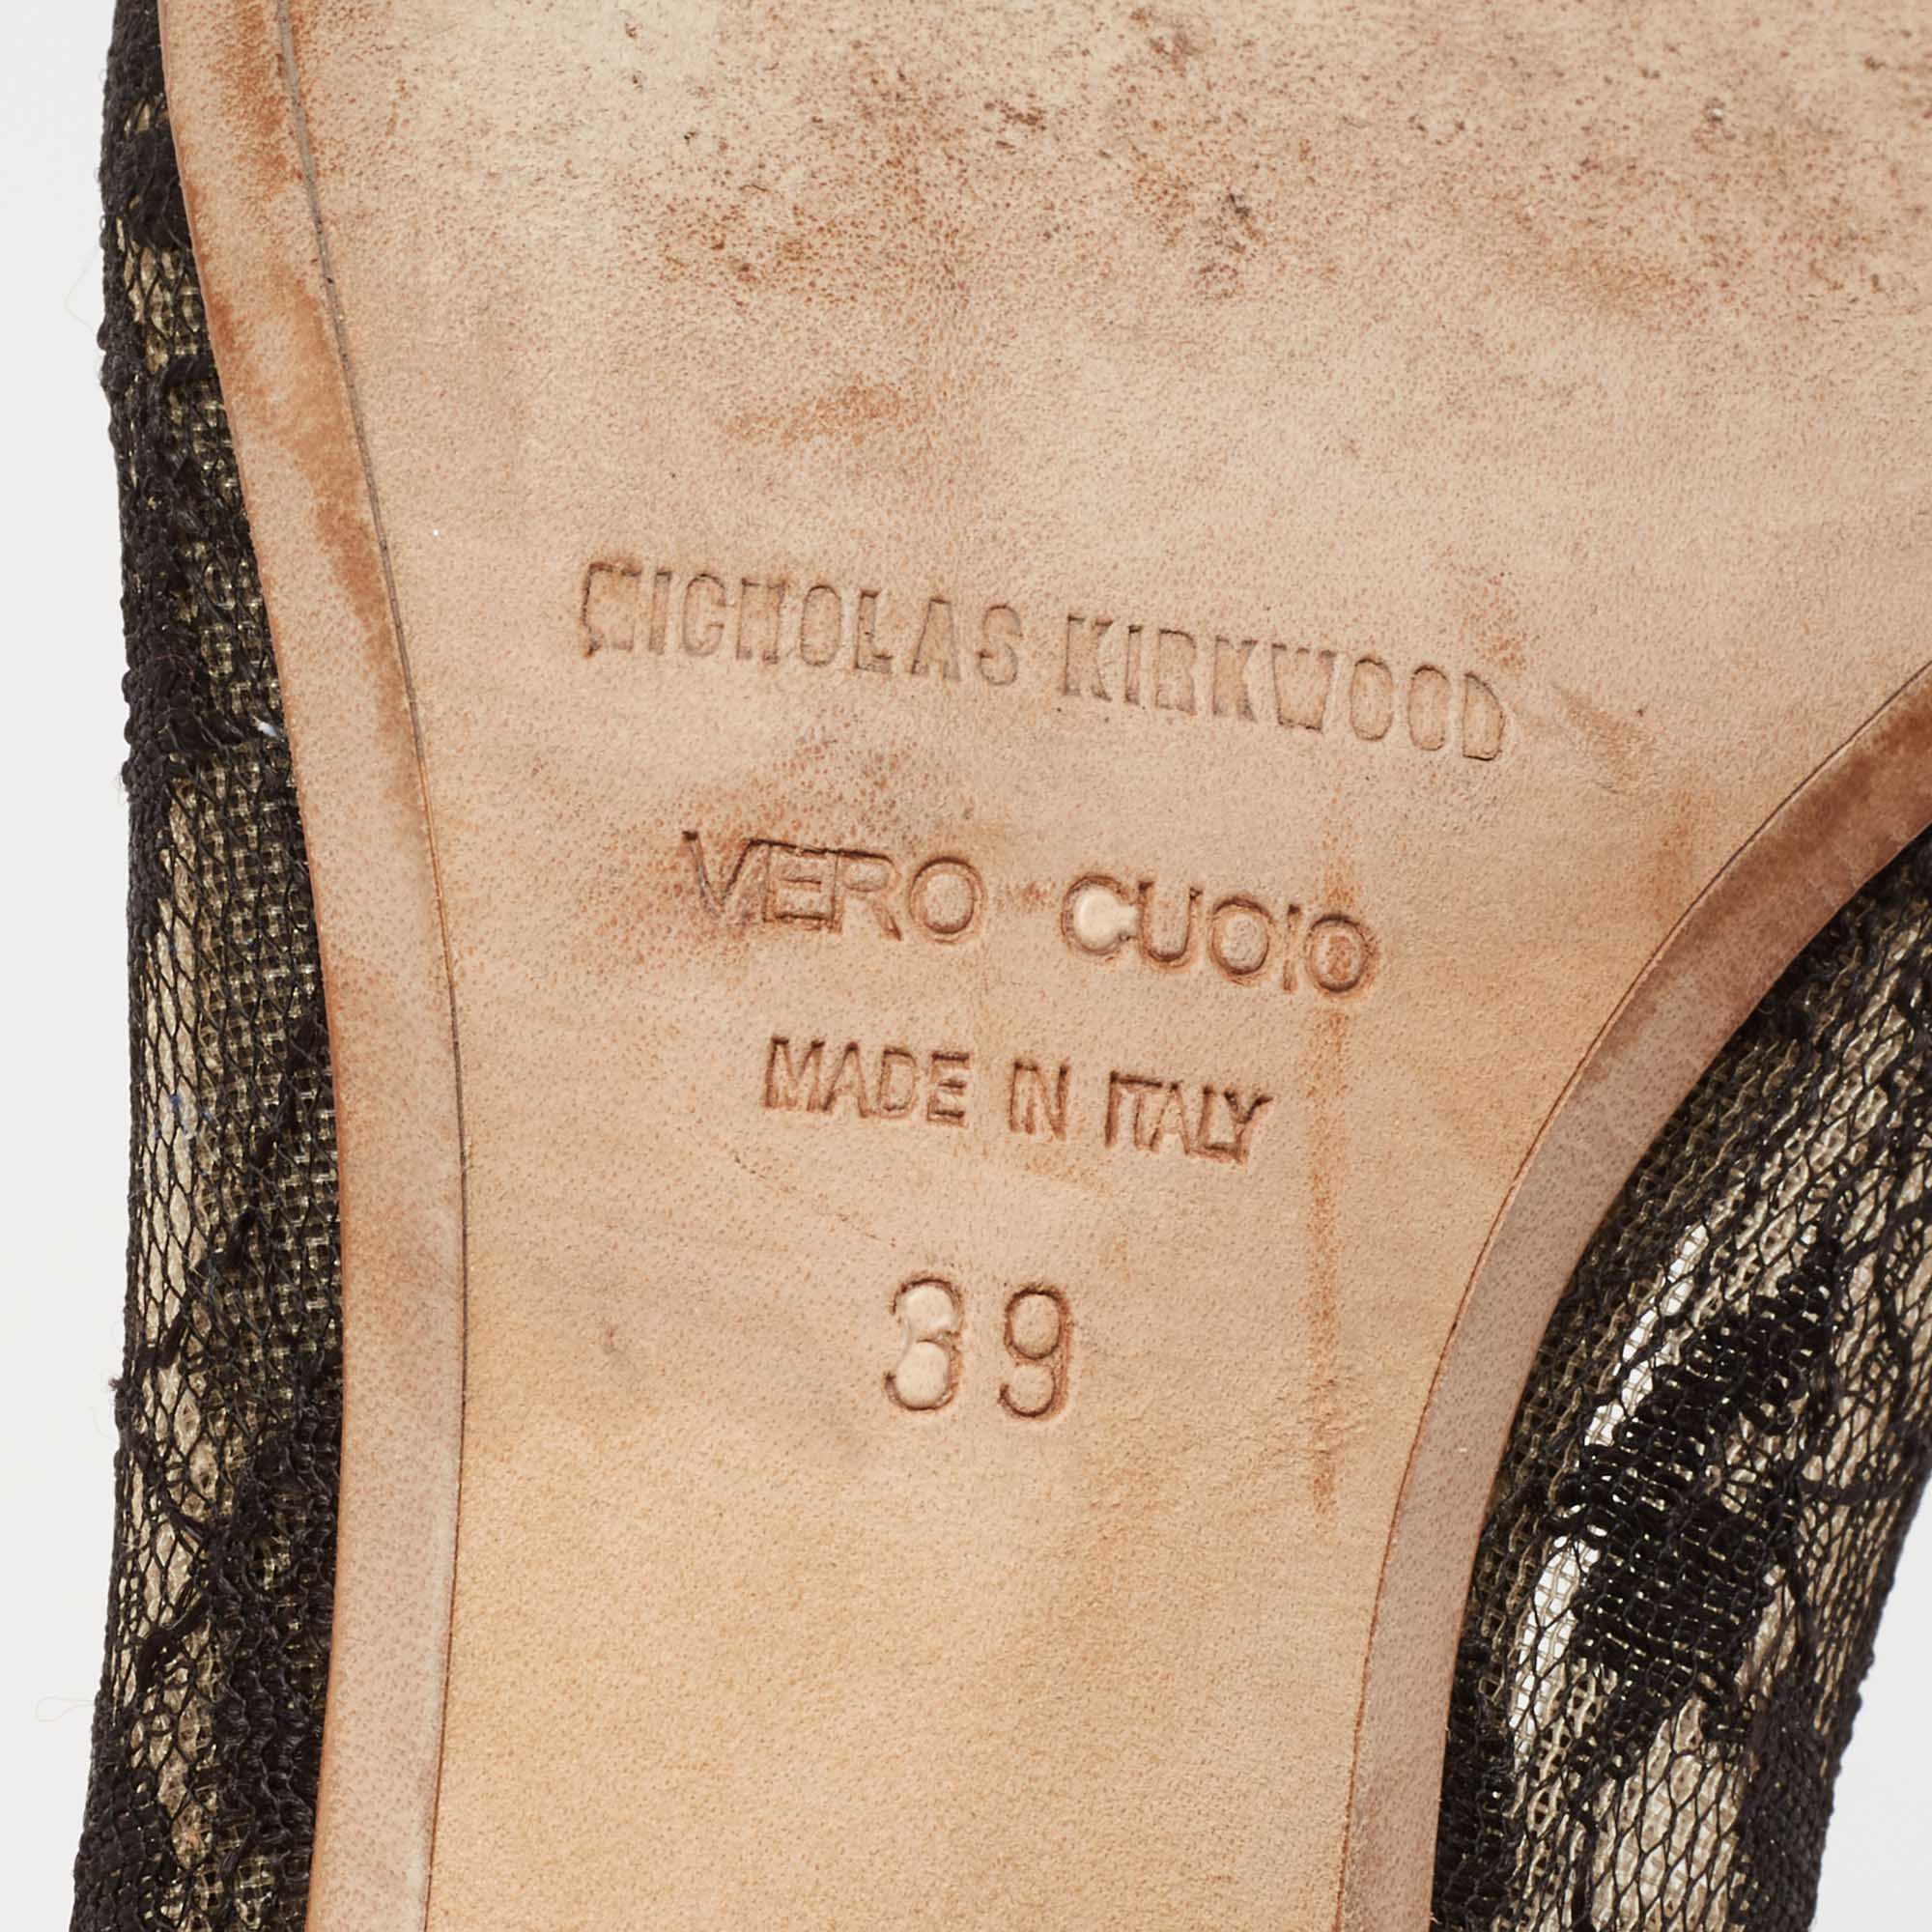 NICHOLAS KIRKWOOD
VERO CUOIO
MADE IN ITALY
39